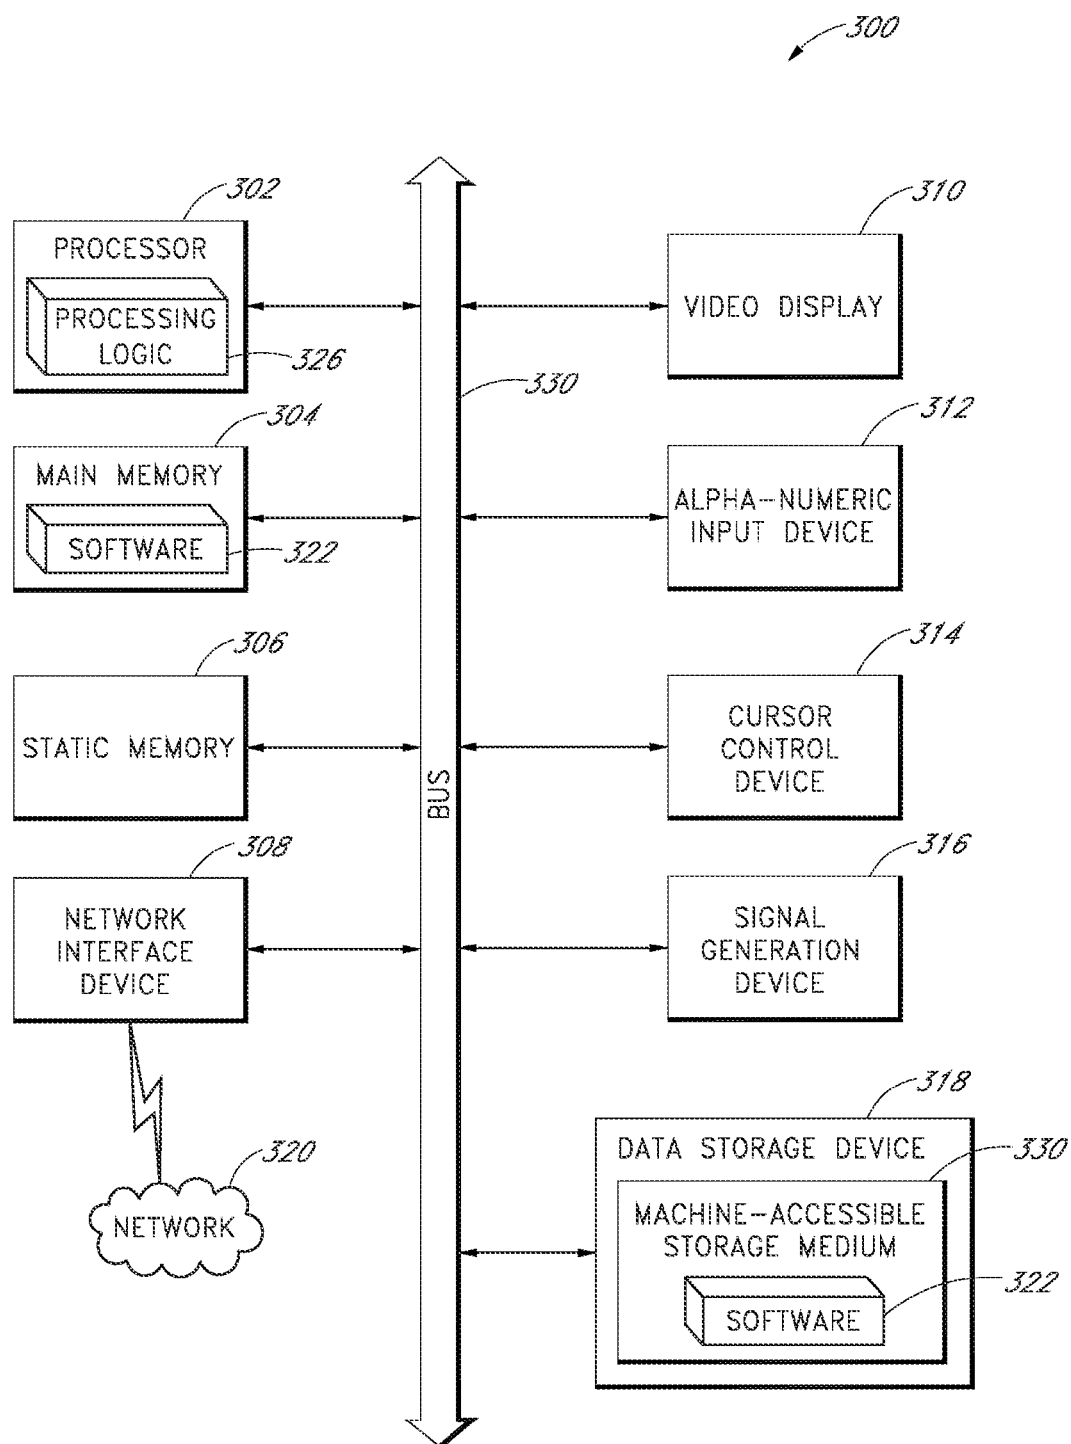 300
302
PROCESSOR
PROCESSING
LOGIC
326
304
MAIN MEMORY
SOFTWARE
322
306
STATIC MEMORY
308
NETWORK
INTERFACE
DEVICE
320
NETWORK
330
BUS
310
VIDEO DISPLAY
312
ALPHA-NUMERIC
INPUT DEVICE
314
CURSOR
CONTROL
DEVICE
316
SIGNAL
GENERATION
DEVICE
318
DATA STORAGE DEVICE
330
MACHINE-ACCESSIBLE
STORAGE MEDIUM
SOFTWARE
322